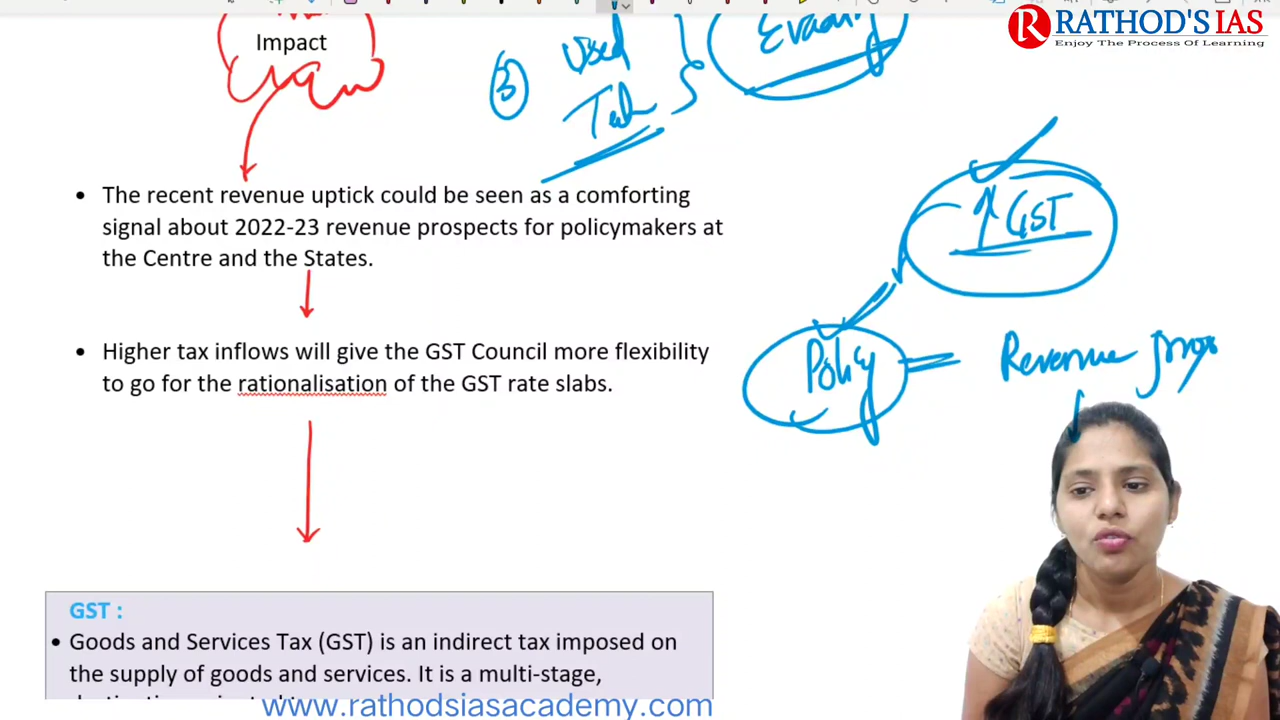 RATHOD'S IAS
Enjoy The Process Of Learning
Impact
3
Used
Tech
Evading
• The recent revenue uptick could be seen as a comforting
signal about 2022-23 revenue prospects for policymakers at
the Centre and the States.
↑ GST
• Higher tax inflows will give the GST Council more flexibility
to go for the rationalisation of the GST rate slabs.
Policy = Revenue
GST :
• Goods and Services Tax (GST) is an indirect tax imposed on
the supply of goods and services. It is a multi-stage,
www.rathodsiasacademy.com